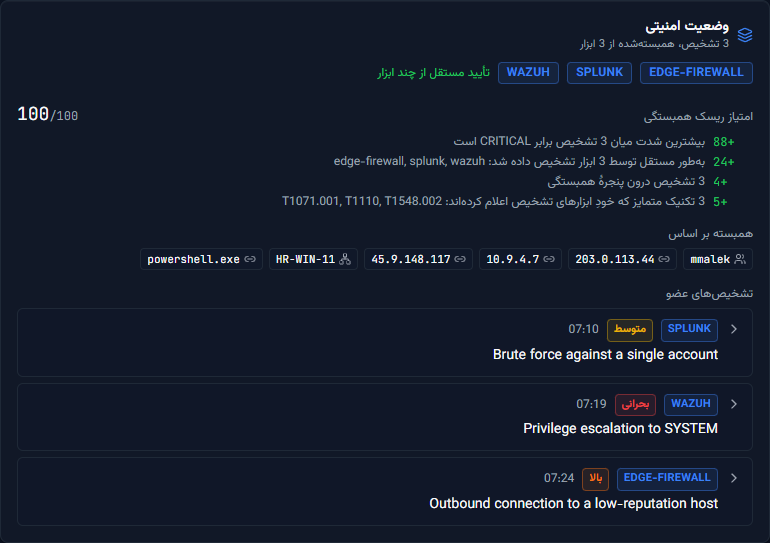 وضعیت امنیتی
3 تشخیص، همبسته‌شده از 3 ابزار
EDGE-FIREWALL SPLUNK WAZUH تأیید مستقل از چند ابزار
امتیاز ریسک همبستگی 100/100
+88 بیشترین شدت میان 3 تشخیص برابر CRITICAL است
+24 به‌طور مستقل توسط 3 ابزار تشخیص داده شد: edge-firewall, splunk, wazuh
+4 3 تشخیص درون پنجرهٔ همبستگی
+5 3 تکنیک متمایز که خودِ ابزارهای تشخیص اعلام کرده‌اند: T1071.001, T1110, T1548.002
همبسته بر اساس
mmalek 203.0.113.44 10.9.4.7 45.9.148.117 HR-WIN-11 powershell.exe
تشخیص‌های عضو
SPLUNK متوسط 07:10
Brute force against a single account
WAZUH بحرانی 07:19
Privilege escalation to SYSTEM
EDGE-FIREWALL بالا 07:24
Outbound connection to a low-reputation host